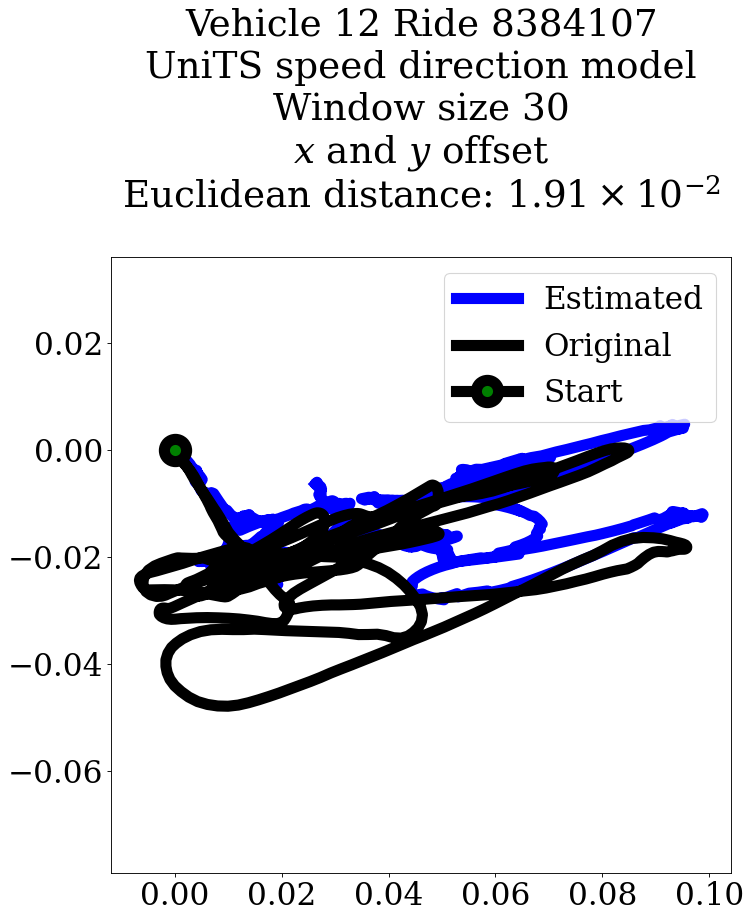 Vehicle 12 Ride 8384107
UniTS speed direction model
Window size 30
x and y offset
Euclidean distance: 1.91 × 10⁻²
Estimated
Original
Start
0.02
0.00
−0.02
−0.04
−0.06
0.00 0.02 0.04 0.06 0.08 0.10